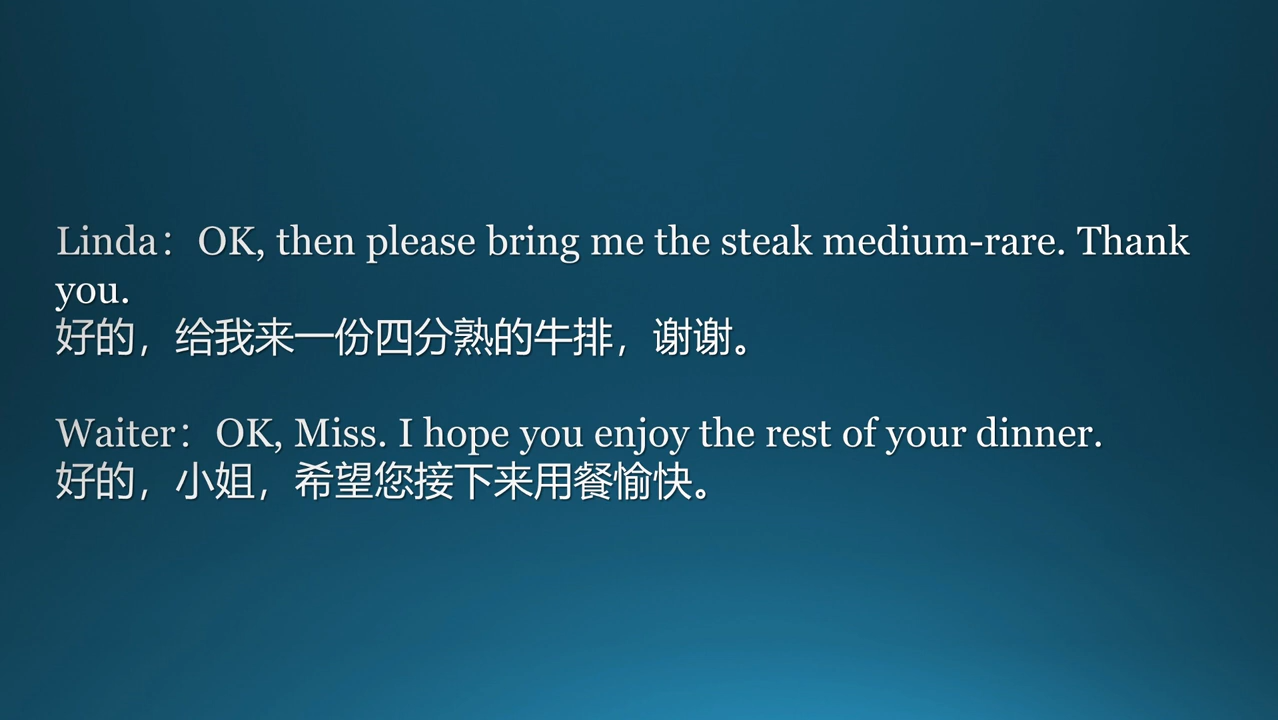 Linda：OK, then please bring me the steak medium-rare. Thank
you.
好的，给我来一份四分熟的牛排，谢谢。
Waiter：OK, Miss. I hope you enjoy the rest of your dinner.
好的，小姐，希望您接下来用餐愉快。